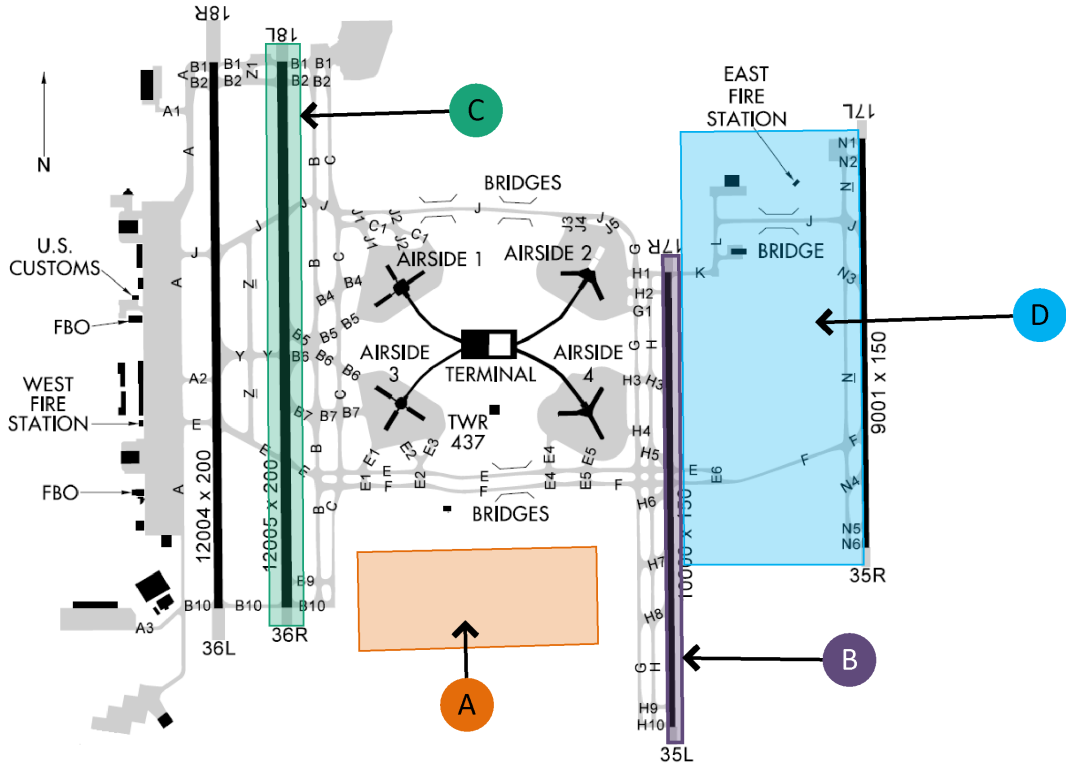 18R
18L
B1
B1
Z1
B1
B1
A
B2
B2
B2
B2
A1
A
N
C
EAST
FIRE
STATION
17L
N1
N2
B
C
BRIDGES
N
J
J
J
J
J1
J2
C1
J1
J2
C1
J
J3
J4
J5
J
J
L
BRIDGE
U.S.
CUSTOMS
J
A
N
B
C
B4
B4
AIRSIDE 1
AIRSIDE 2
G
17R
H1
K
H2
G1
N3
FBO
B5
B5
B5
D
Y
Y
B6
B6
B6
AIRSIDE
3
TERMINAL
AIRSIDE
4
G
H
H3
H3
N
9001 x 150
WEST
FIRE
STATION
A2
N
C
B7
B7
B7
TWR
437
E
E
E
B
E1
E2
E3
E4
E5
H4
H5
F
F
FBO
A
E1
E
F
E2
E4
E5
F
E
E6
H6
N4
B
C
BRIDGES
12004 x 200
12005 x 200
10000 x 150
N5
N6
35R
H7
B9
B10
B10
B10
A3
36L
36R
H8
G
H
B
A
H9
H10
35L